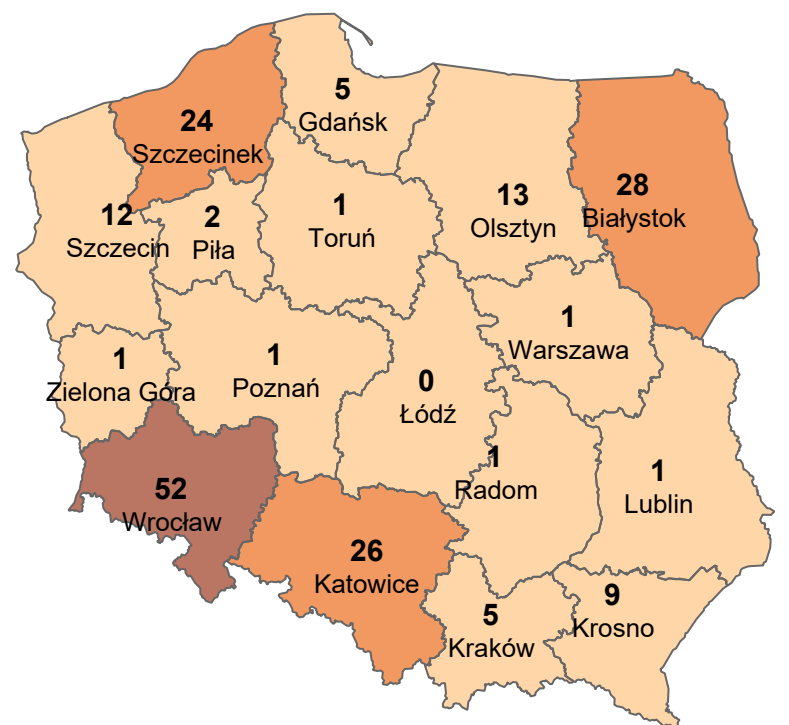 5
Gdańsk
24
Szczecinek
28
Białystok
13
Olsztyn
12
Szczecin
2
Piła
1
Toruń
1
Warszawa
1
Zielona Góra
1
Poznań
0
Łódź
1
Radom
1
Lublin
52
Wrocław
26
Katowice
5
Kraków
9
Krosno